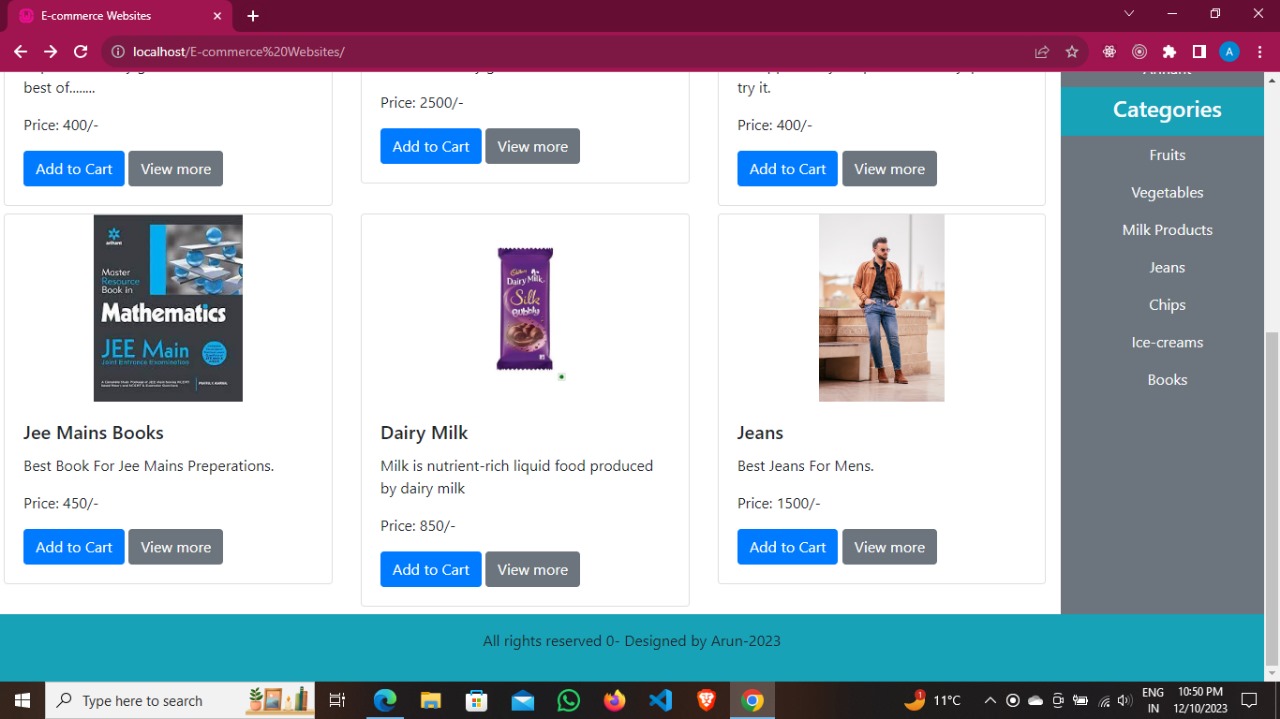 E-commerce Websites
localhost/E-commerce%20Websites/
A
best of........
Price: 400/-
Add to Cart
View more
Price: 2500/-
Add to Cart
View more
try it.
Price: 400/-
Add to Cart
View more
Categories
Fruits
Vegetables
Milk Products
Jeans
Chips
Ice-creams
Books
arihant
Master
Resource
Book in
Mathematics
JEE Main
Joint Entrance Examination
Jee Mains Books
Best Book For Jee Mains Preperations.
Price: 450/-
Add to Cart
View more
Cadbury
Dairy Milk
Silk
Bubbly
Dairy Milk
Milk is nutrient-rich liquid food produced
by dairy milk
Price: 850/-
Add to Cart
View more
Jeans
Best Jeans For Mens.
Price: 1500/-
Add to Cart
View more
All rights reserved 0- Designed by Arun-2023
Type here to search
1
11°C
ENG
IN
10:50 PM
12/10/2023